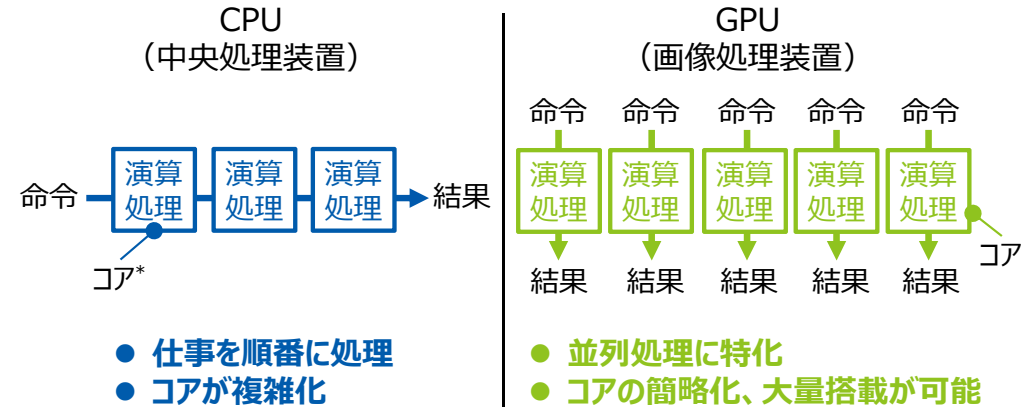 CPU
（中央処理装置）
命令
演算
処理
演算
処理
演算
処理
結果
コア*
● 仕事を順番に処理
● コアが複雑化
GPU
（画像処理装置）
命令 命令 命令 命令 命令
演算 演算 演算 演算 演算
処理 処理 処理 処理 処理
コア
結果 結果 結果 結果 結果
● 並列処理に特化
● コアの簡略化、大量搭載が可能